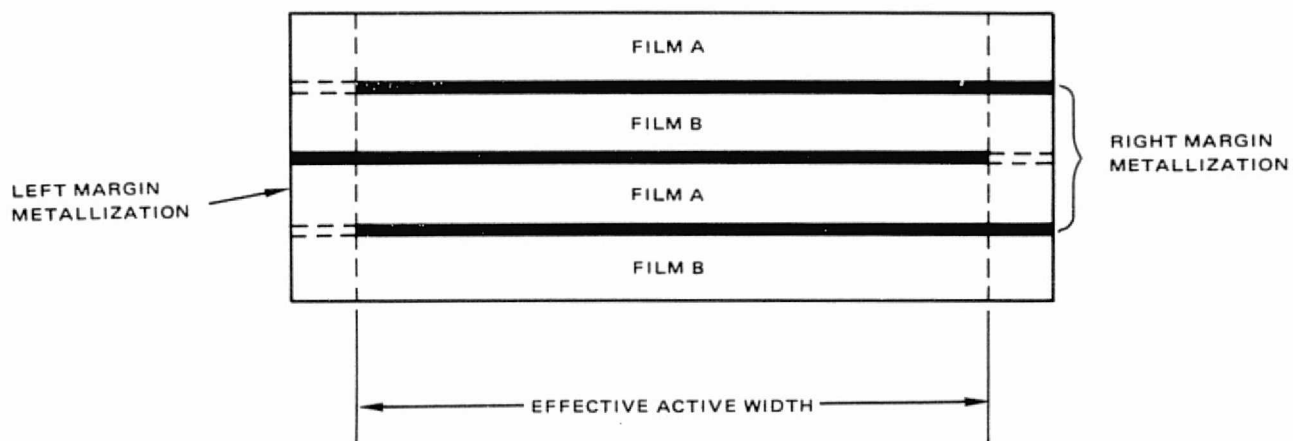 FILM A
FILM B
RIGHT MARGIN
METALLIZATION
LEFT MARGIN
METALLIZATION
FILM A
FILM B
EFFECTIVE ACTIVE WIDTH